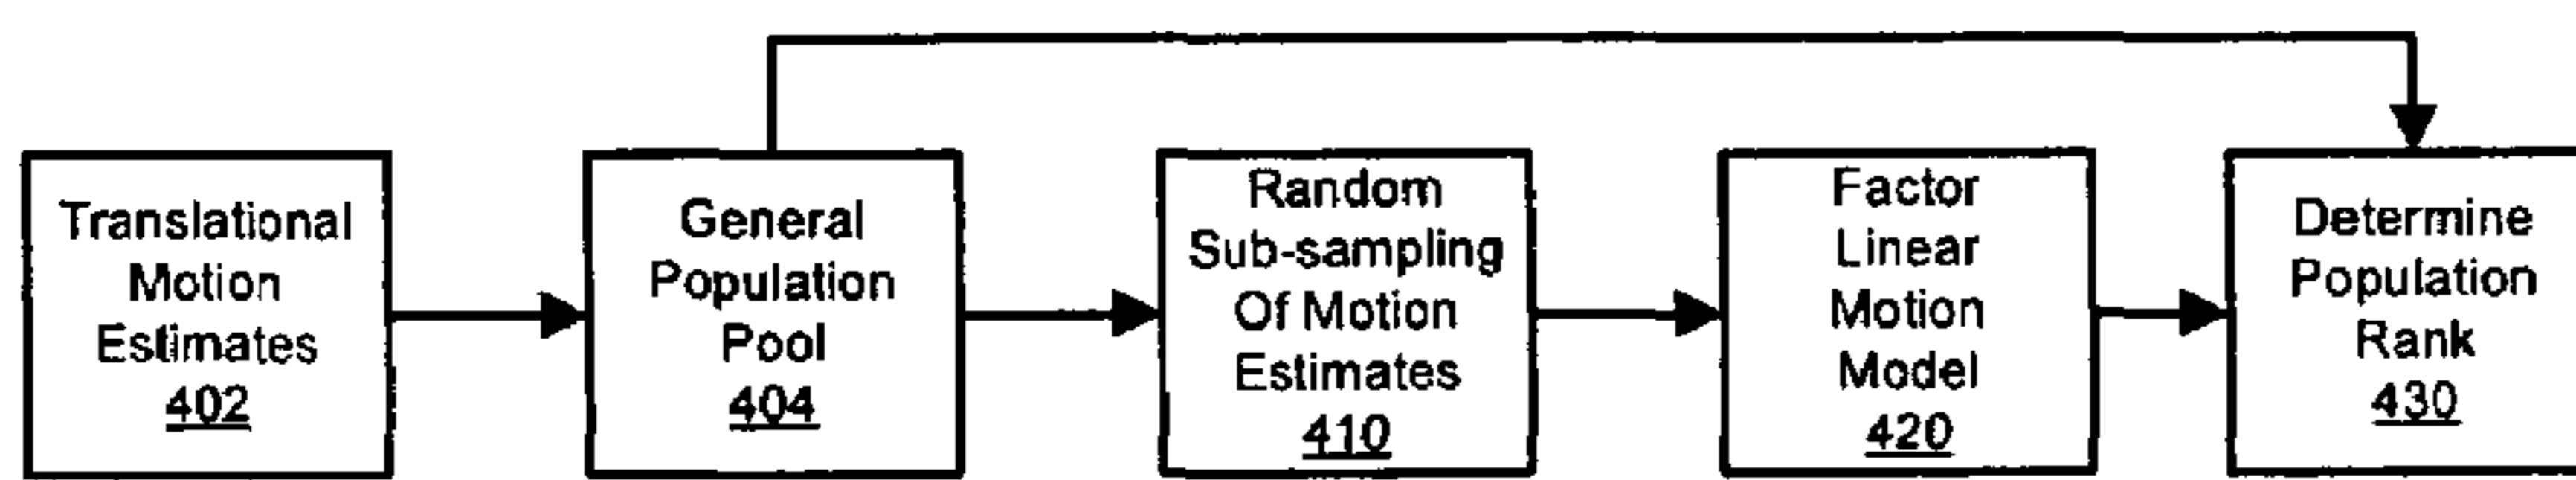 Translational
Motion
Estimates
402
General
Population
Pool
404
Random
Sub-sampling
Of Motion
Estimates
410
Factor
Linear
Motion
Model
420
Determine
Population
Rank
430